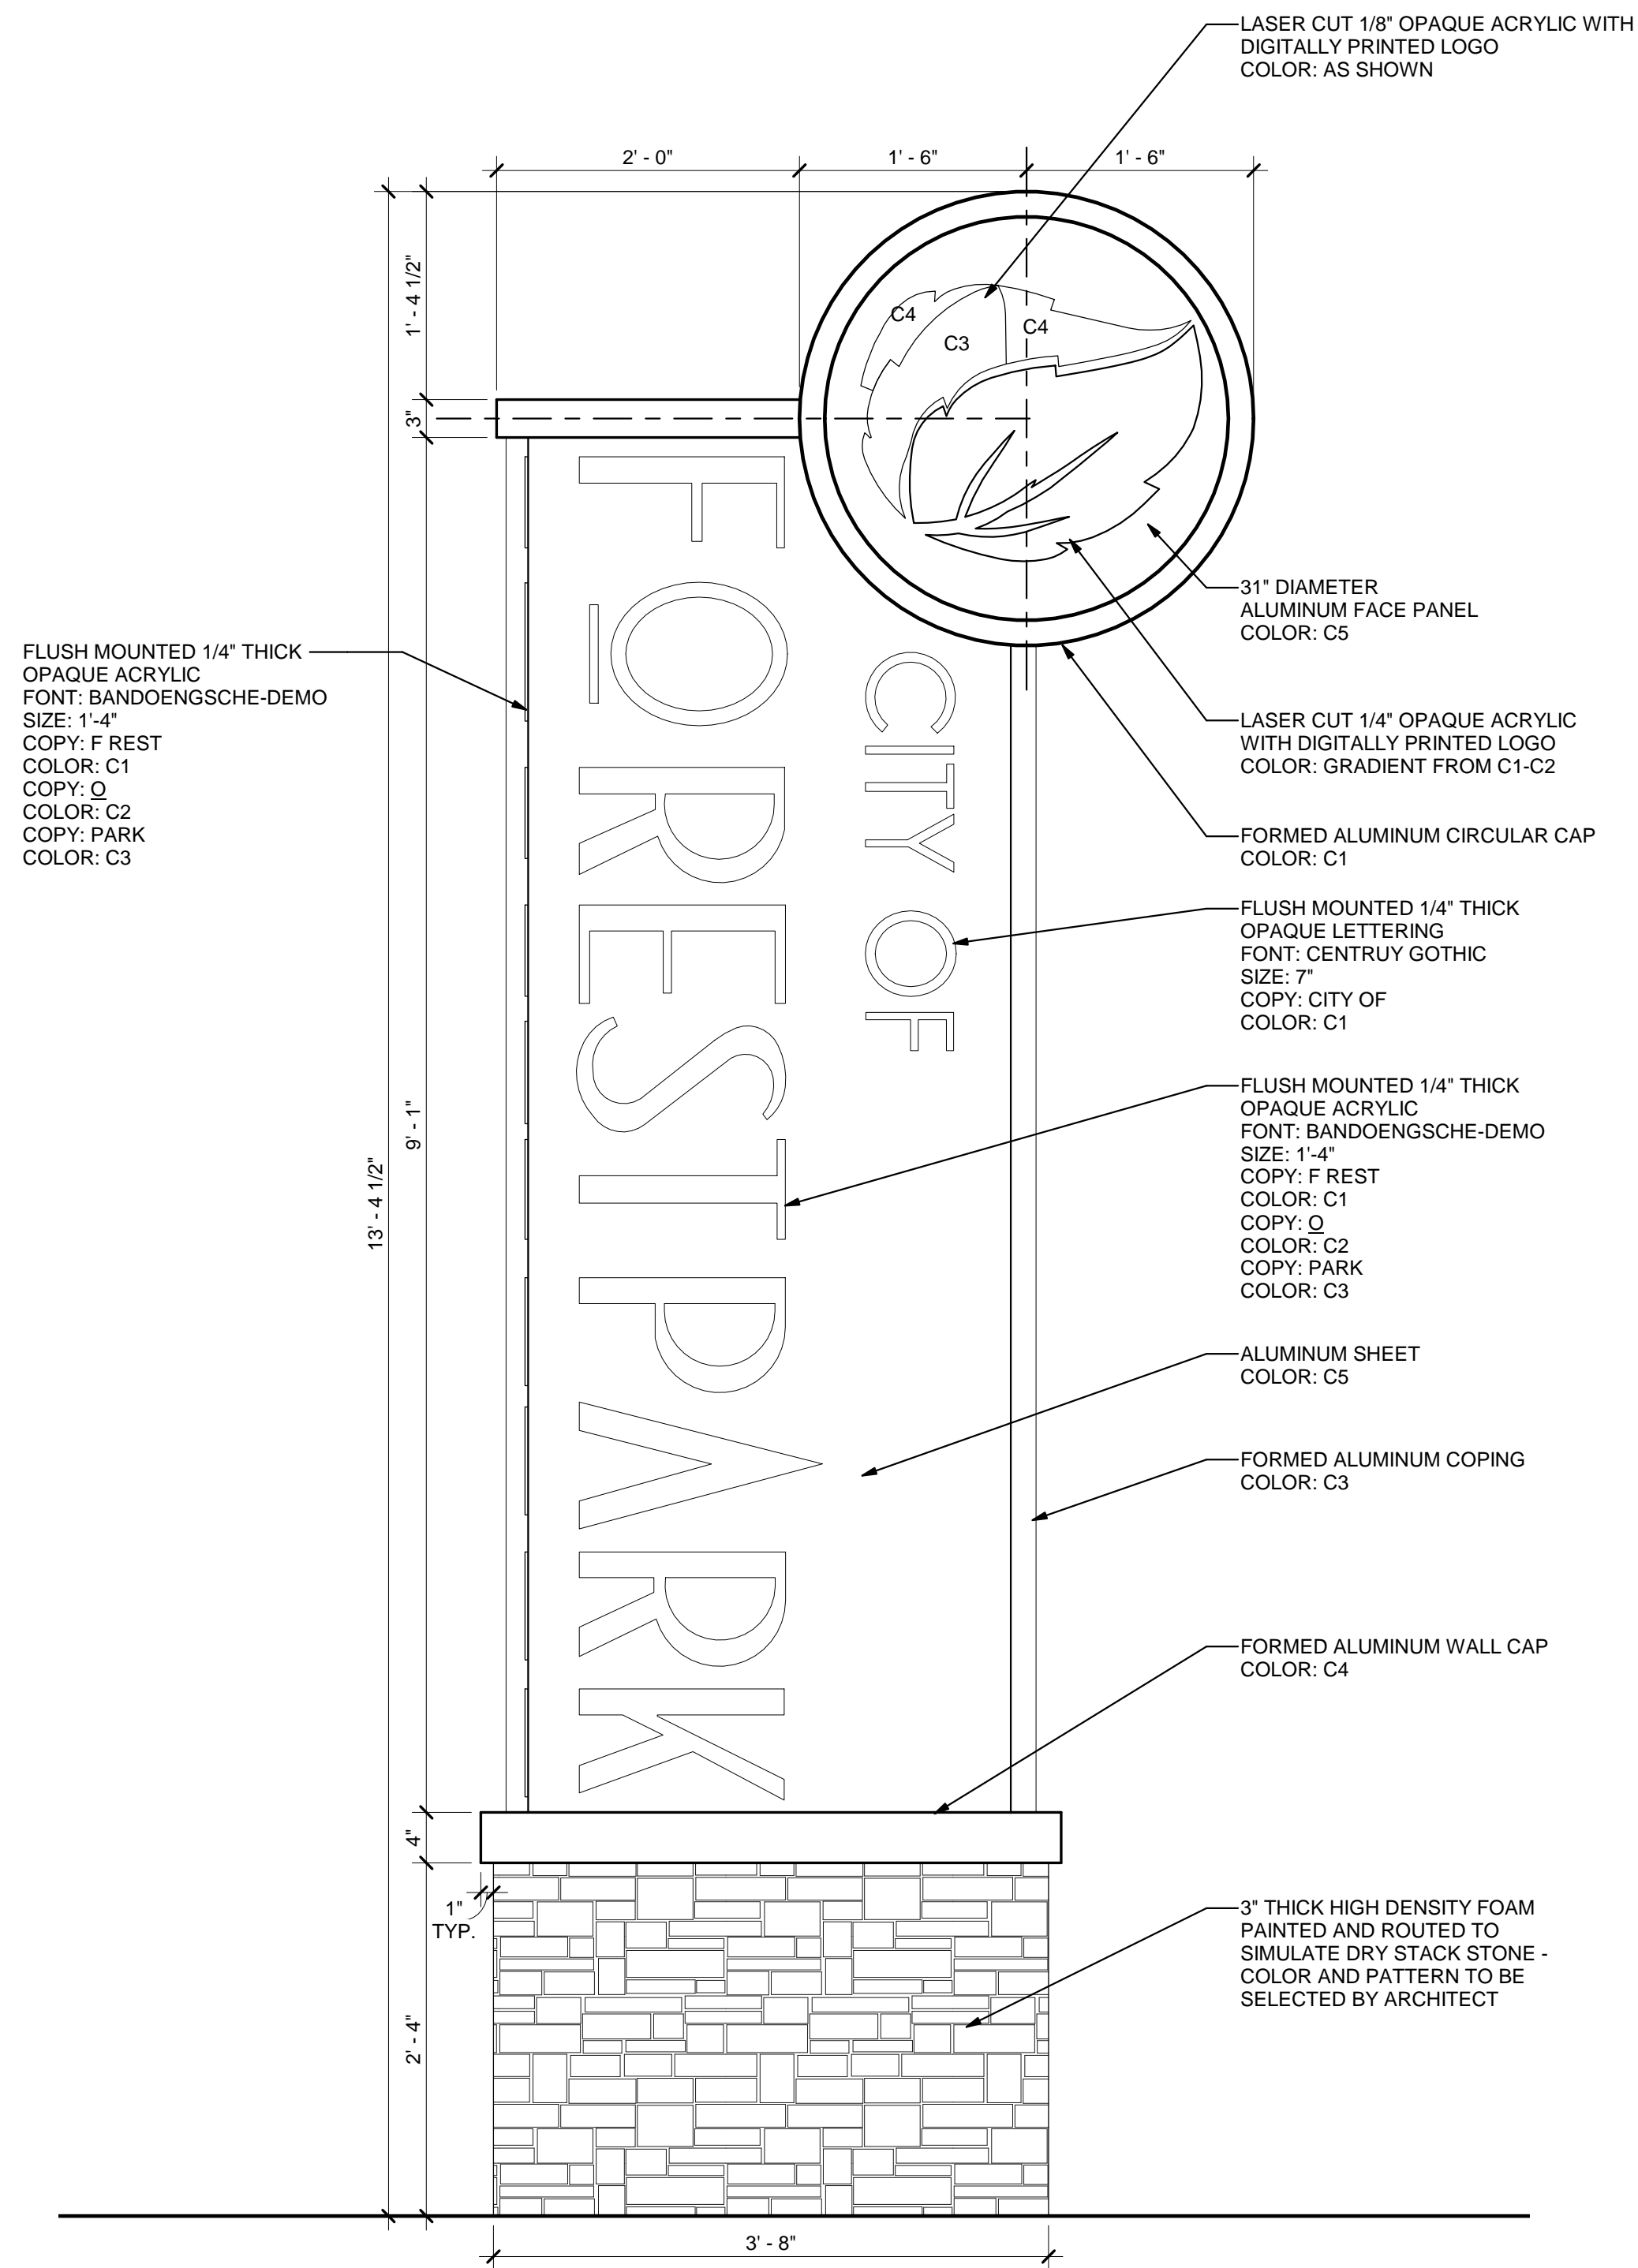 LASER CUT 1/8" OPAQUE ACRYLIC WITH
DIGITALLY PRINTED LOGO
COLOR: AS SHOWN
2' - 0"
1' - 6"
1' - 6"
1' - 4 1/2"
3"
9' - 1"
13' - 4 1/2"
4"
2' - 4"
1"
TYP.
3' - 8"
C4
C3
C4
FOREST PARK
CITY OF
FLUSH MOUNTED 1/4" THICK
OPAQUE ACRYLIC
FONT: BANDOENGSCHE-DEMO
SIZE: 1'-4"
COPY: F REST
COLOR: C1
COPY: O
COLOR: C2
COPY: PARK
COLOR: C3
31" DIAMETER
ALUMINUM FACE PANEL
COLOR: C5
LASER CUT 1/4" OPAQUE ACRYLIC
WITH DIGITALLY PRINTED LOGO
COLOR: GRADIENT FROM C1-C2
FORMED ALUMINUM CIRCULAR CAP
COLOR: C1
FLUSH MOUNTED 1/4" THICK
OPAQUE LETTERING
FONT: CENTRUY GOTHIC
SIZE: 7"
COPY: CITY OF
COLOR: C1
FLUSH MOUNTED 1/4" THICK
OPAQUE ACRYLIC
FONT: BANDOENGSCHE-DEMO
SIZE: 1'-4"
COPY: F REST
COLOR: C1
COPY: O
COLOR: C2
COPY: PARK
COLOR: C3
ALUMINUM SHEET
COLOR: C5
FORMED ALUMINUM COPING
COLOR: C3
FORMED ALUMINUM WALL CAP
COLOR: C4
3" THICK HIGH DENSITY FOAM
PAINTED AND ROUTED TO
SIMULATE DRY STACK STONE -
COLOR AND PATTERN TO BE
SELECTED BY ARCHITECT